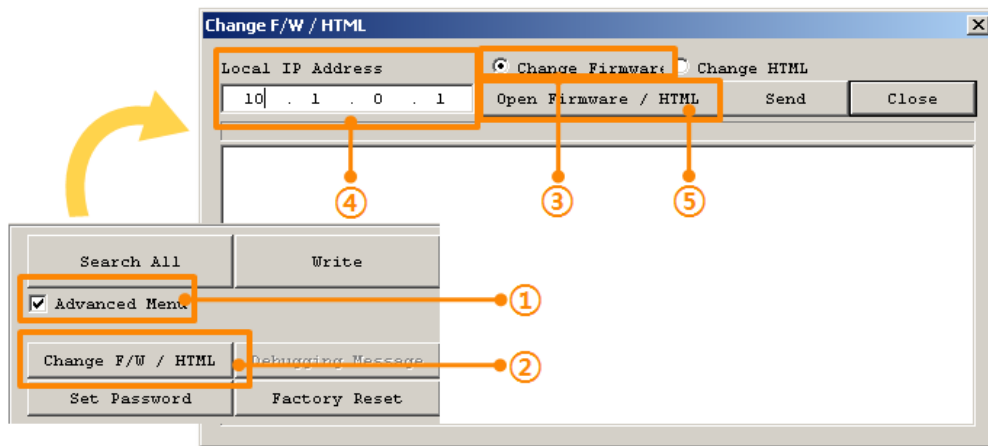 Change F/W / HTML
Local IP Address
Change Firmware
Change HTML
10 . 1 . 0 . 1
Open Firmware / HTML
Send
Close
④
③
⑤
Search All
Write
Advanced Menu
①
Change F/W / HTML
Debugging Message
②
Set Password
Factory Reset